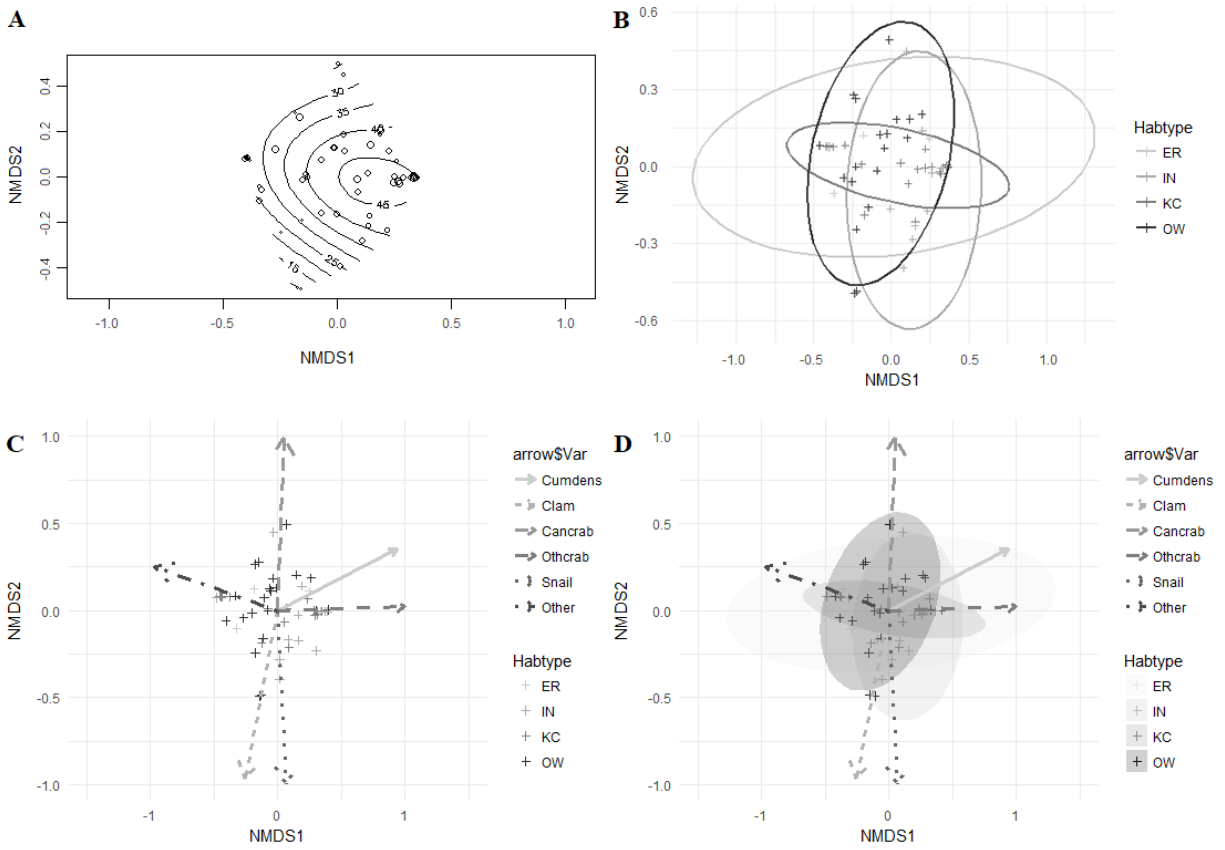 A
NMDS2
0.4
0.2
0.0
-0.2
-0.4
30
35
40
45
250
15
-1.0 -0.5 0.0 0.5 1.0
NMDS1
B
NMDS2
0.6
0.3
0.0
-0.3
-0.6
-1.0 -0.5 0.0 0.5 1.0
NMDS1
Habtype
ER
IN
KC
OW
C
NMDS2
1.0
0.5
0.0
-0.5
-1.0
-1 0 1
NMDS1
arrow$Var
Cumdens
Clam
Cancrab
Othcrab
Snail
Other
Habtype
ER
IN
KC
OW
D
NMDS2
1.0
0.5
0.0
-0.5
-1.0
-1 0 1
NMDS1
arrow$Var
Cumdens
Clam
Cancrab
Othcrab
Snail
Other
Habtype
ER
IN
KC
OW